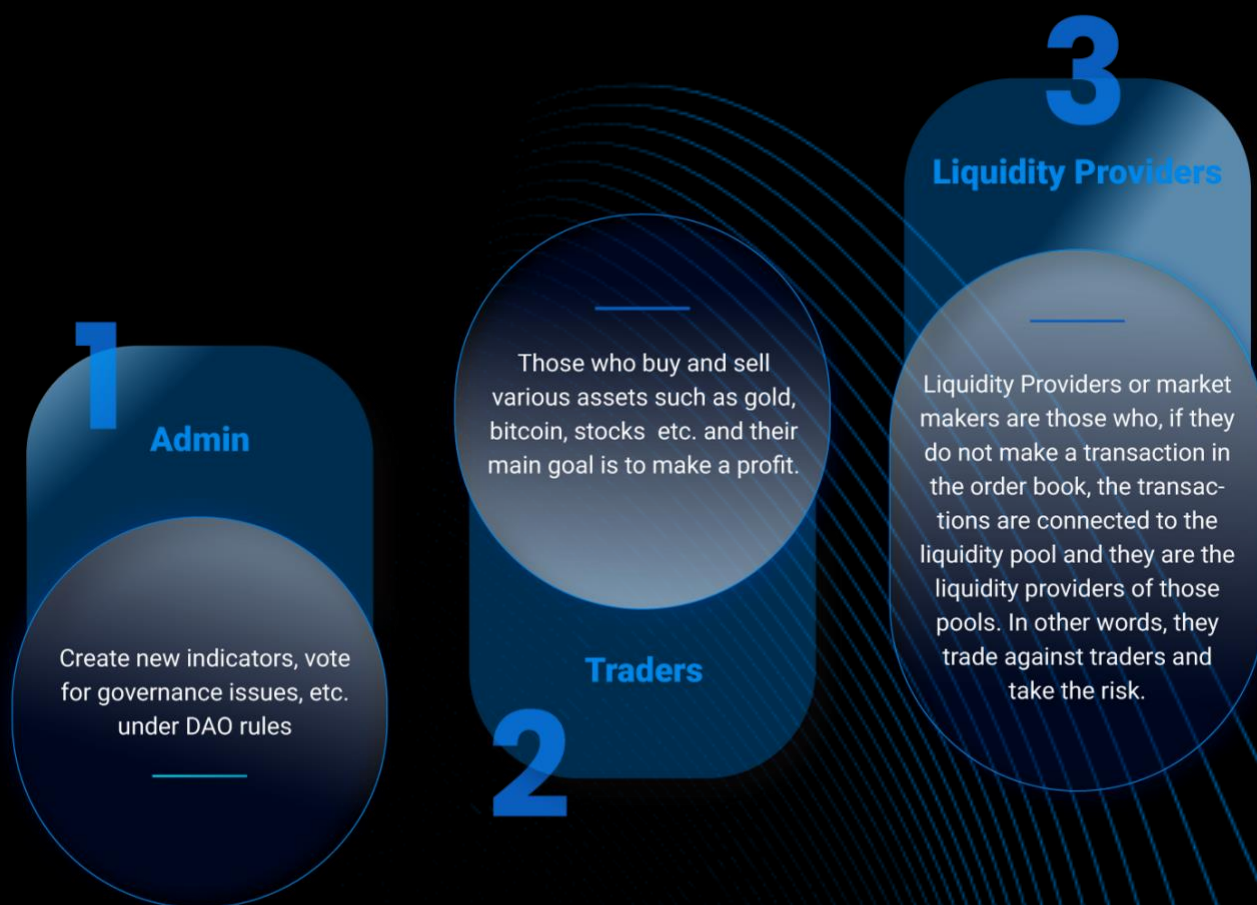 1
Admin
Create new indicators, vote
for governance issues, etc.
under DAO rules
Those who buy and sell
various assets such as gold,
bitcoin, stocks  etc. and their
main goal is to make a profit.
Traders
2
3
Liquidity Providers
Liquidity Providers or market
makers are those who, if they
do not make a transaction in
the order book, the transac-
tions are connected to the
liquidity pool and they are the
liquidity providers of those
pools. In other words, they
trade against traders and
take the risk.